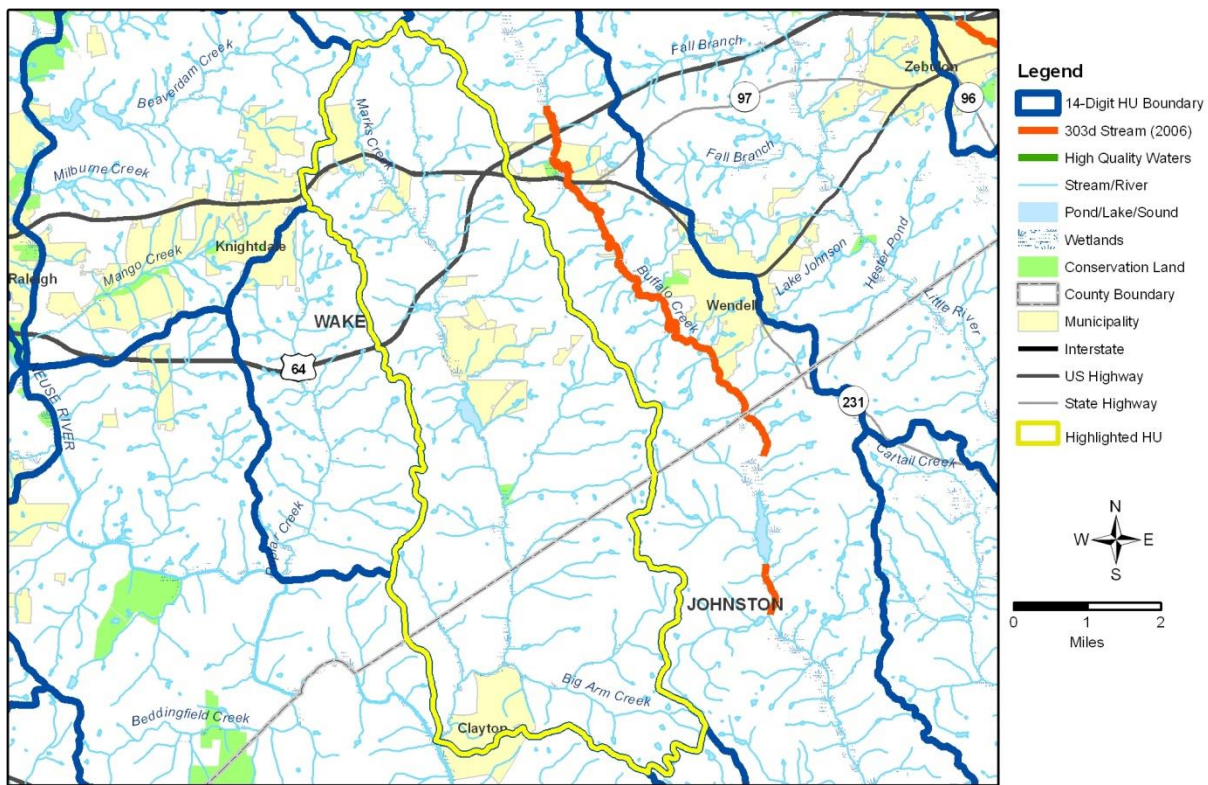 Beaverdam Creek
Marks Creek
Fall Branch
Zebulon
97
96
Milburne Creek
Fall Branch
Knightdale
Mango Creek
Raleigh
Lake Johnson
Hester Pond
Buffalo Creek
Wendell
Little River
WAKE
64
231
Cattail Creek
JOHNSTON
Big Arm Creek
Beddingfield Creek
Clayton
Legend
14-Digit HU Boundary
303d Stream (2006)
High Quality Waters
Stream/River
Pond/Lake/Sound
Wetlands
Conservation Land
County Boundary
Municipality
Interstate
US Highway
State Highway
Highlighted HU
N
W E
S
0 1 2
Miles